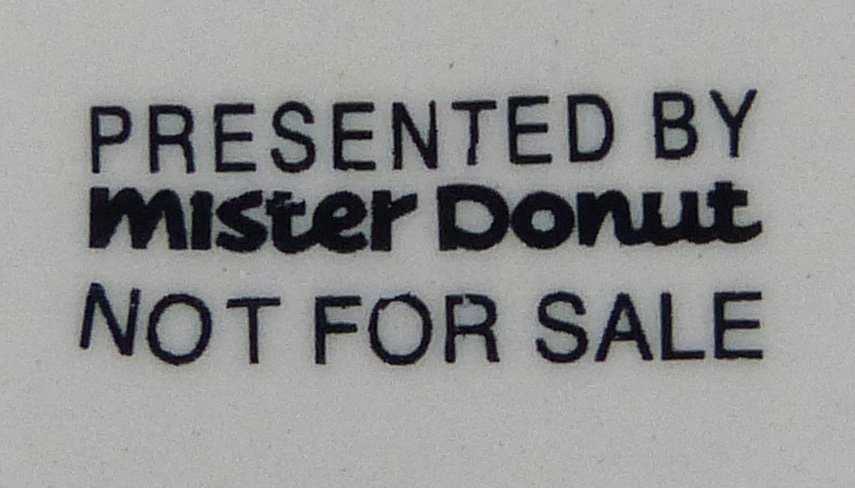 PRESENTED BY
mister Donut
NOT FOR SALE